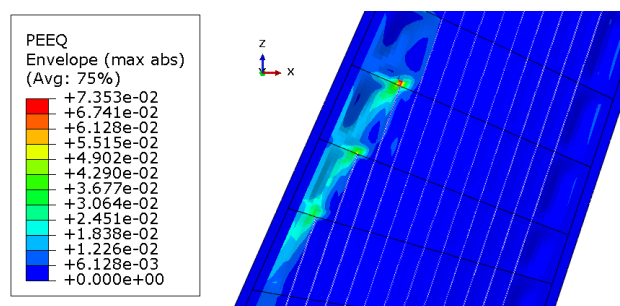 PEEQ
Envelope (max abs)
(Avg: 75%)
+7.353e-02
+6.741e-02
+6.128e-02
+5.515e-02
+4.902e-02
+4.290e-02
+3.677e-02
+3.064e-02
+2.451e-02
+1.838e-02
+1.226e-02
+6.128e-03
+0.000e+00
Z
X